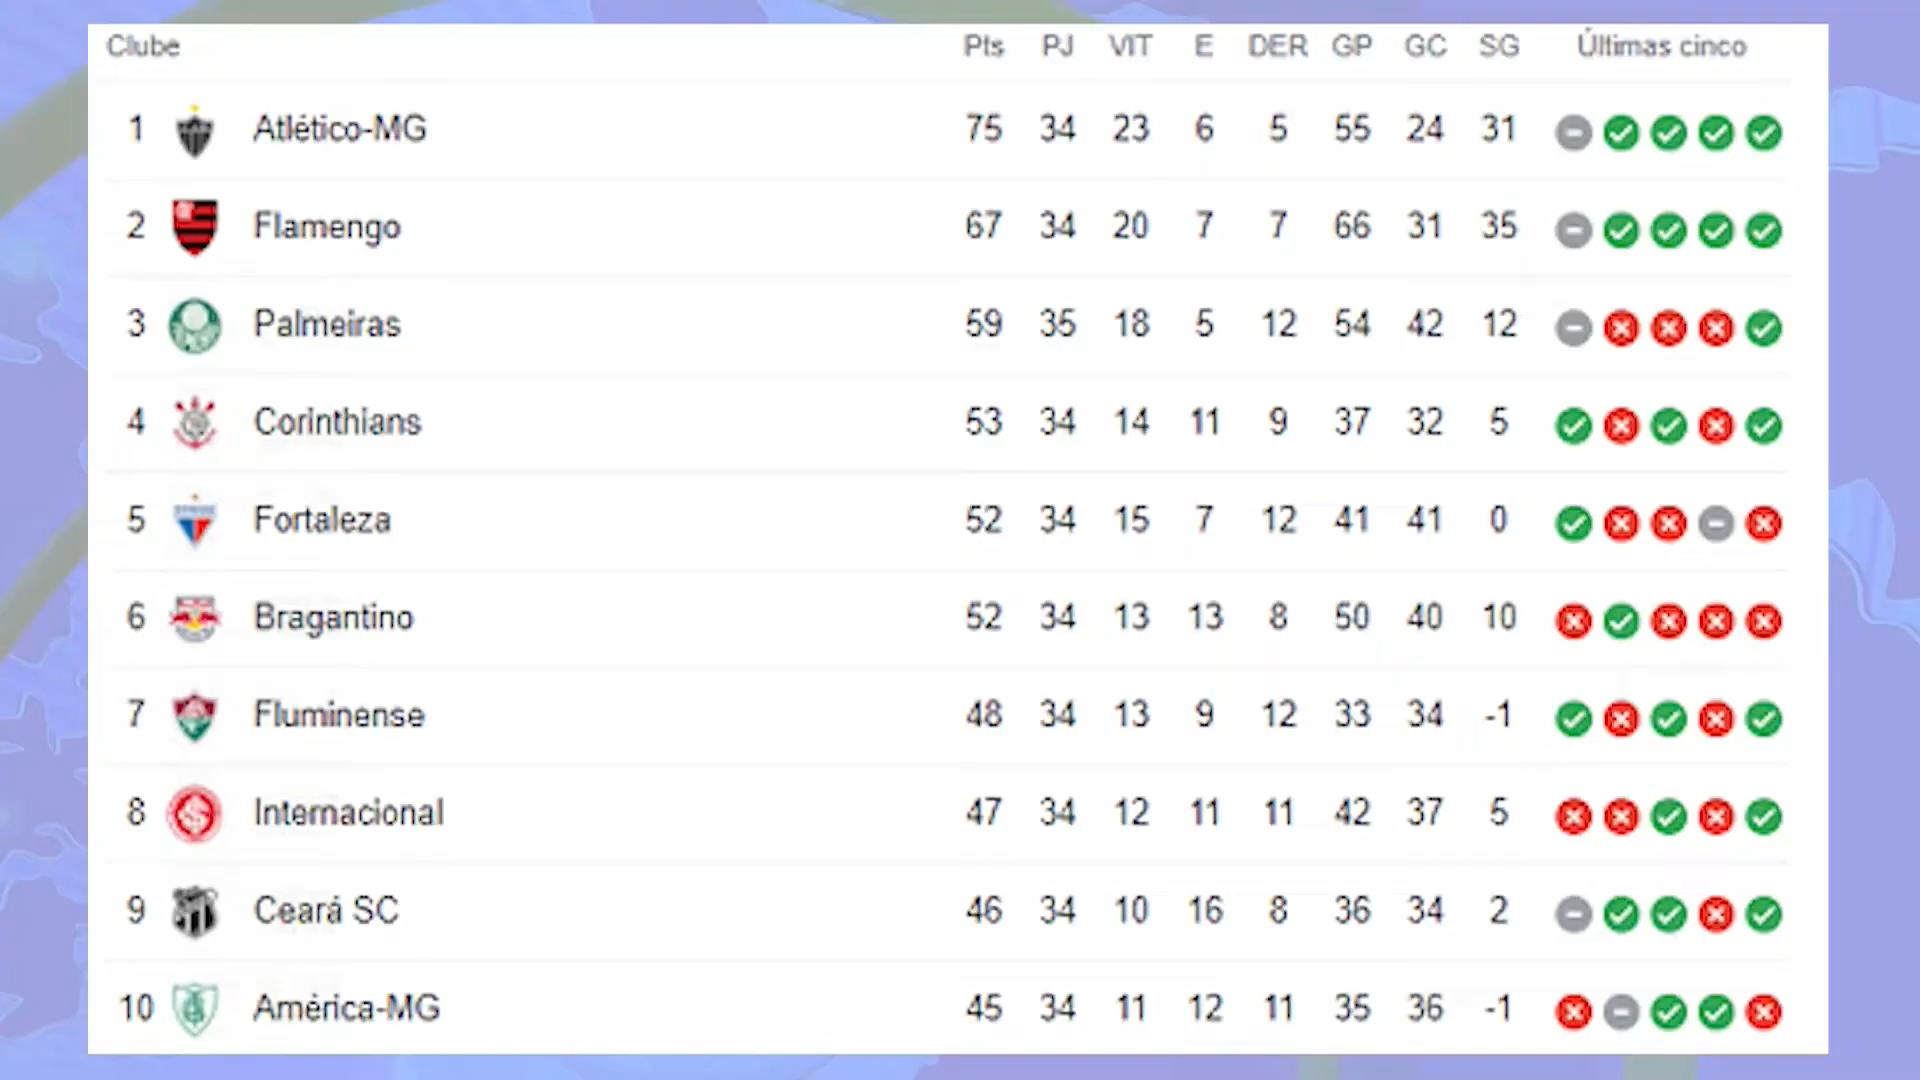 Clube Pts PJ VIT E DER GP GC SG Últimas cinco
1 Atlético-MG 75 34 23 6 5 55 24 31
2 Flamengo 67 34 20 7 7 66 31 35
3 Palmeiras 59 35 18 5 12 54 42 12
4 Corinthians 53 34 14 11 9 37 32 5
5 Fortaleza 52 34 15 7 12 41 41 0
6 Bragantino 52 34 13 13 8 50 40 10
7 Fluminense 48 34 13 9 12 33 34 -1
8 Internacional 47 34 12 11 11 42 37 5
9 Ceará SC 46 34 10 16 8 36 34 2
10 América-MG 45 34 11 12 11 35 36 -1